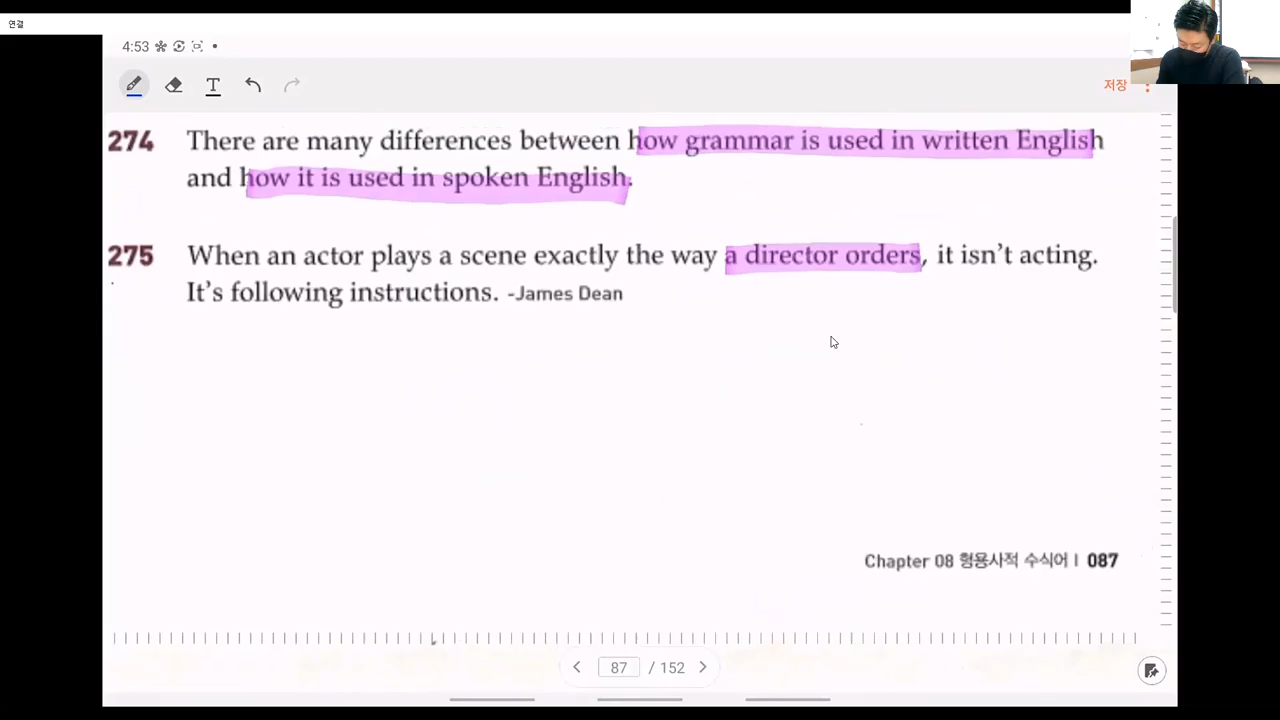 연결
4:53
T
저장
274 There are many differences between how grammar is used in written English
and how it is used in spoken English.
275 When an actor plays a scene exactly the way a director orders, it isn't acting.
It's following instructions. -James Dean
Chapter 08 형용사적 수식어 | 087
87 / 152